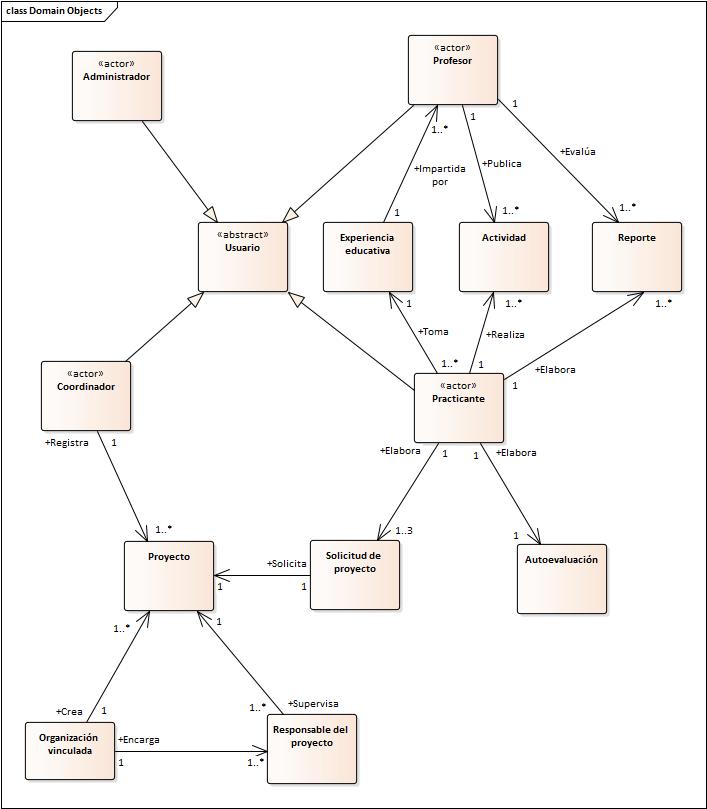 class Domain Objects
«actor»
Administrador
«actor»
Profesor
1
1
1..*
+Evalúa
+Impartida
por
+Publica
1
1..*
1..*
«abstract»
Usuario
Experiencia
educativa
Actividad
Reporte
1
1..*
1..*
+Toma
+Realiza
1..*
1
+Elabora
1
«actor»
Coordinador
«actor»
Practicante
+Registra
1
+Elabora
1
1
+Elabora
1..*
1..3
1
Proyecto
Solicitud de
proyecto
Autoevaluación
+Solicita
1
1
1..*
1
+Crea
1
1..*
+Supervisa
Organización
vinculada
+Encarga
1
1..*
Responsable del
proyecto